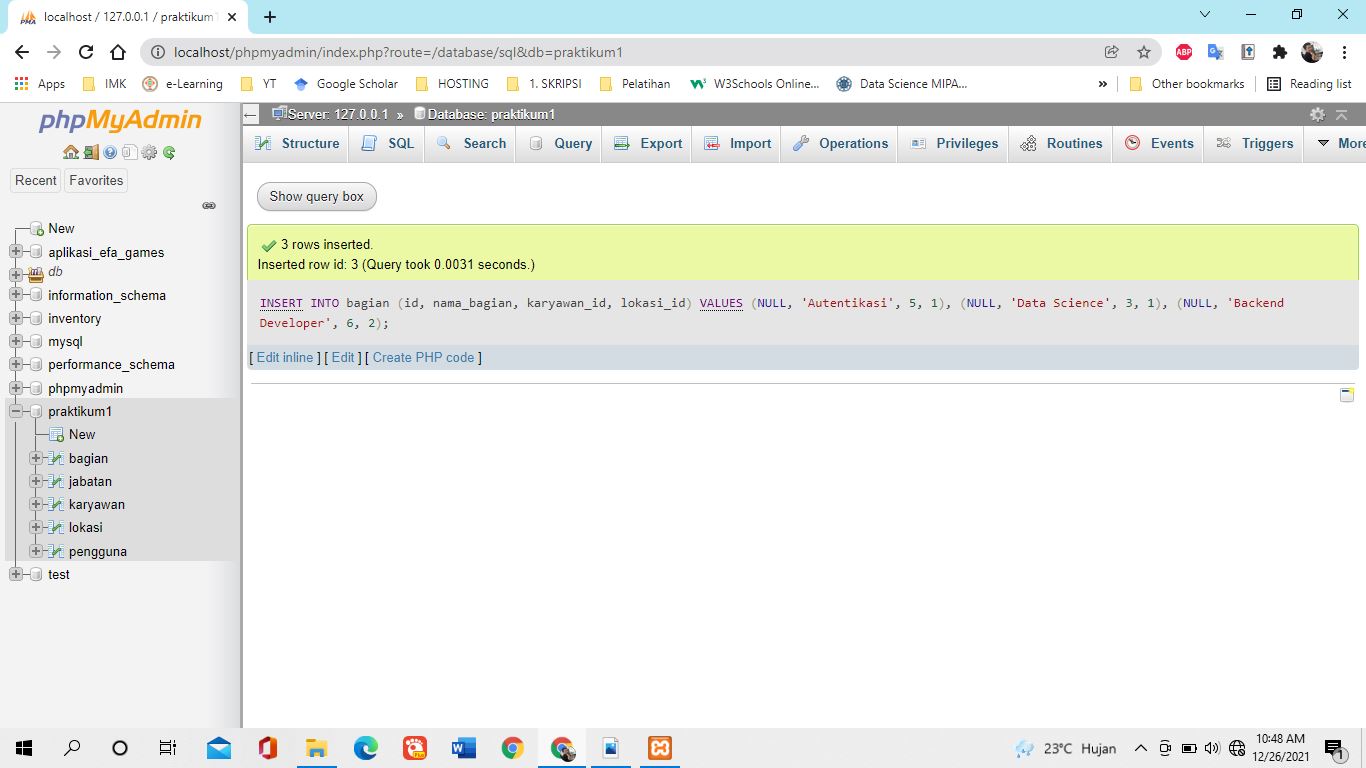 localhost / 127.0.0.1 / praktikum1
localhost/phpmyadmin/index.php?route=/database/sql&db=praktikum1
ABP
Apps IMK e-Learning YT Google Scholar HOSTING 1. SKRIPSI Pelatihan W3Schools Online... Data Science MIPA... » Other bookmarks Reading list
phpMyAdmin
Server: 127.0.0.1 » Database: praktikum1
Structure SQL Search Query Export Import Operations Privileges Routines Events Triggers More
Recent Favorites
Show query box
New
aplikasi_efa_games
db
information_schema
inventory
mysql
performance_schema
phpmyadmin
praktikum1
New
bagian
jabatan
karyawan
lokasi
pengguna
test
3 rows inserted.
Inserted row id: 3 (Query took 0.0031 seconds.)
INSERT INTO bagian (id, nama_bagian, karyawan_id, lokasi_id) VALUES (NULL, 'Autentikasi', 5, 1), (NULL, 'Data Science', 3, 1), (NULL, 'Backend
Developer', 6, 2);
[ Edit inline ] [ Edit ] [ Create PHP code ]
23°C Hujan
10:48 AM
12/26/2021
1